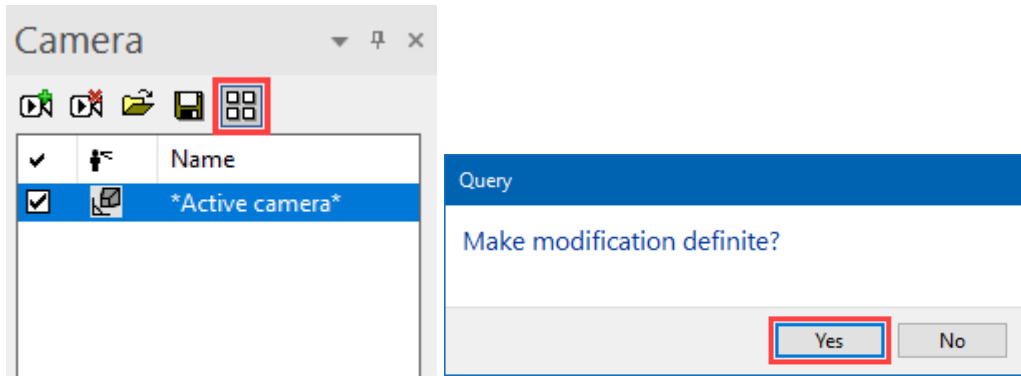 Camera
Name
*Active camera*
Query
Make modification definite?
Yes No